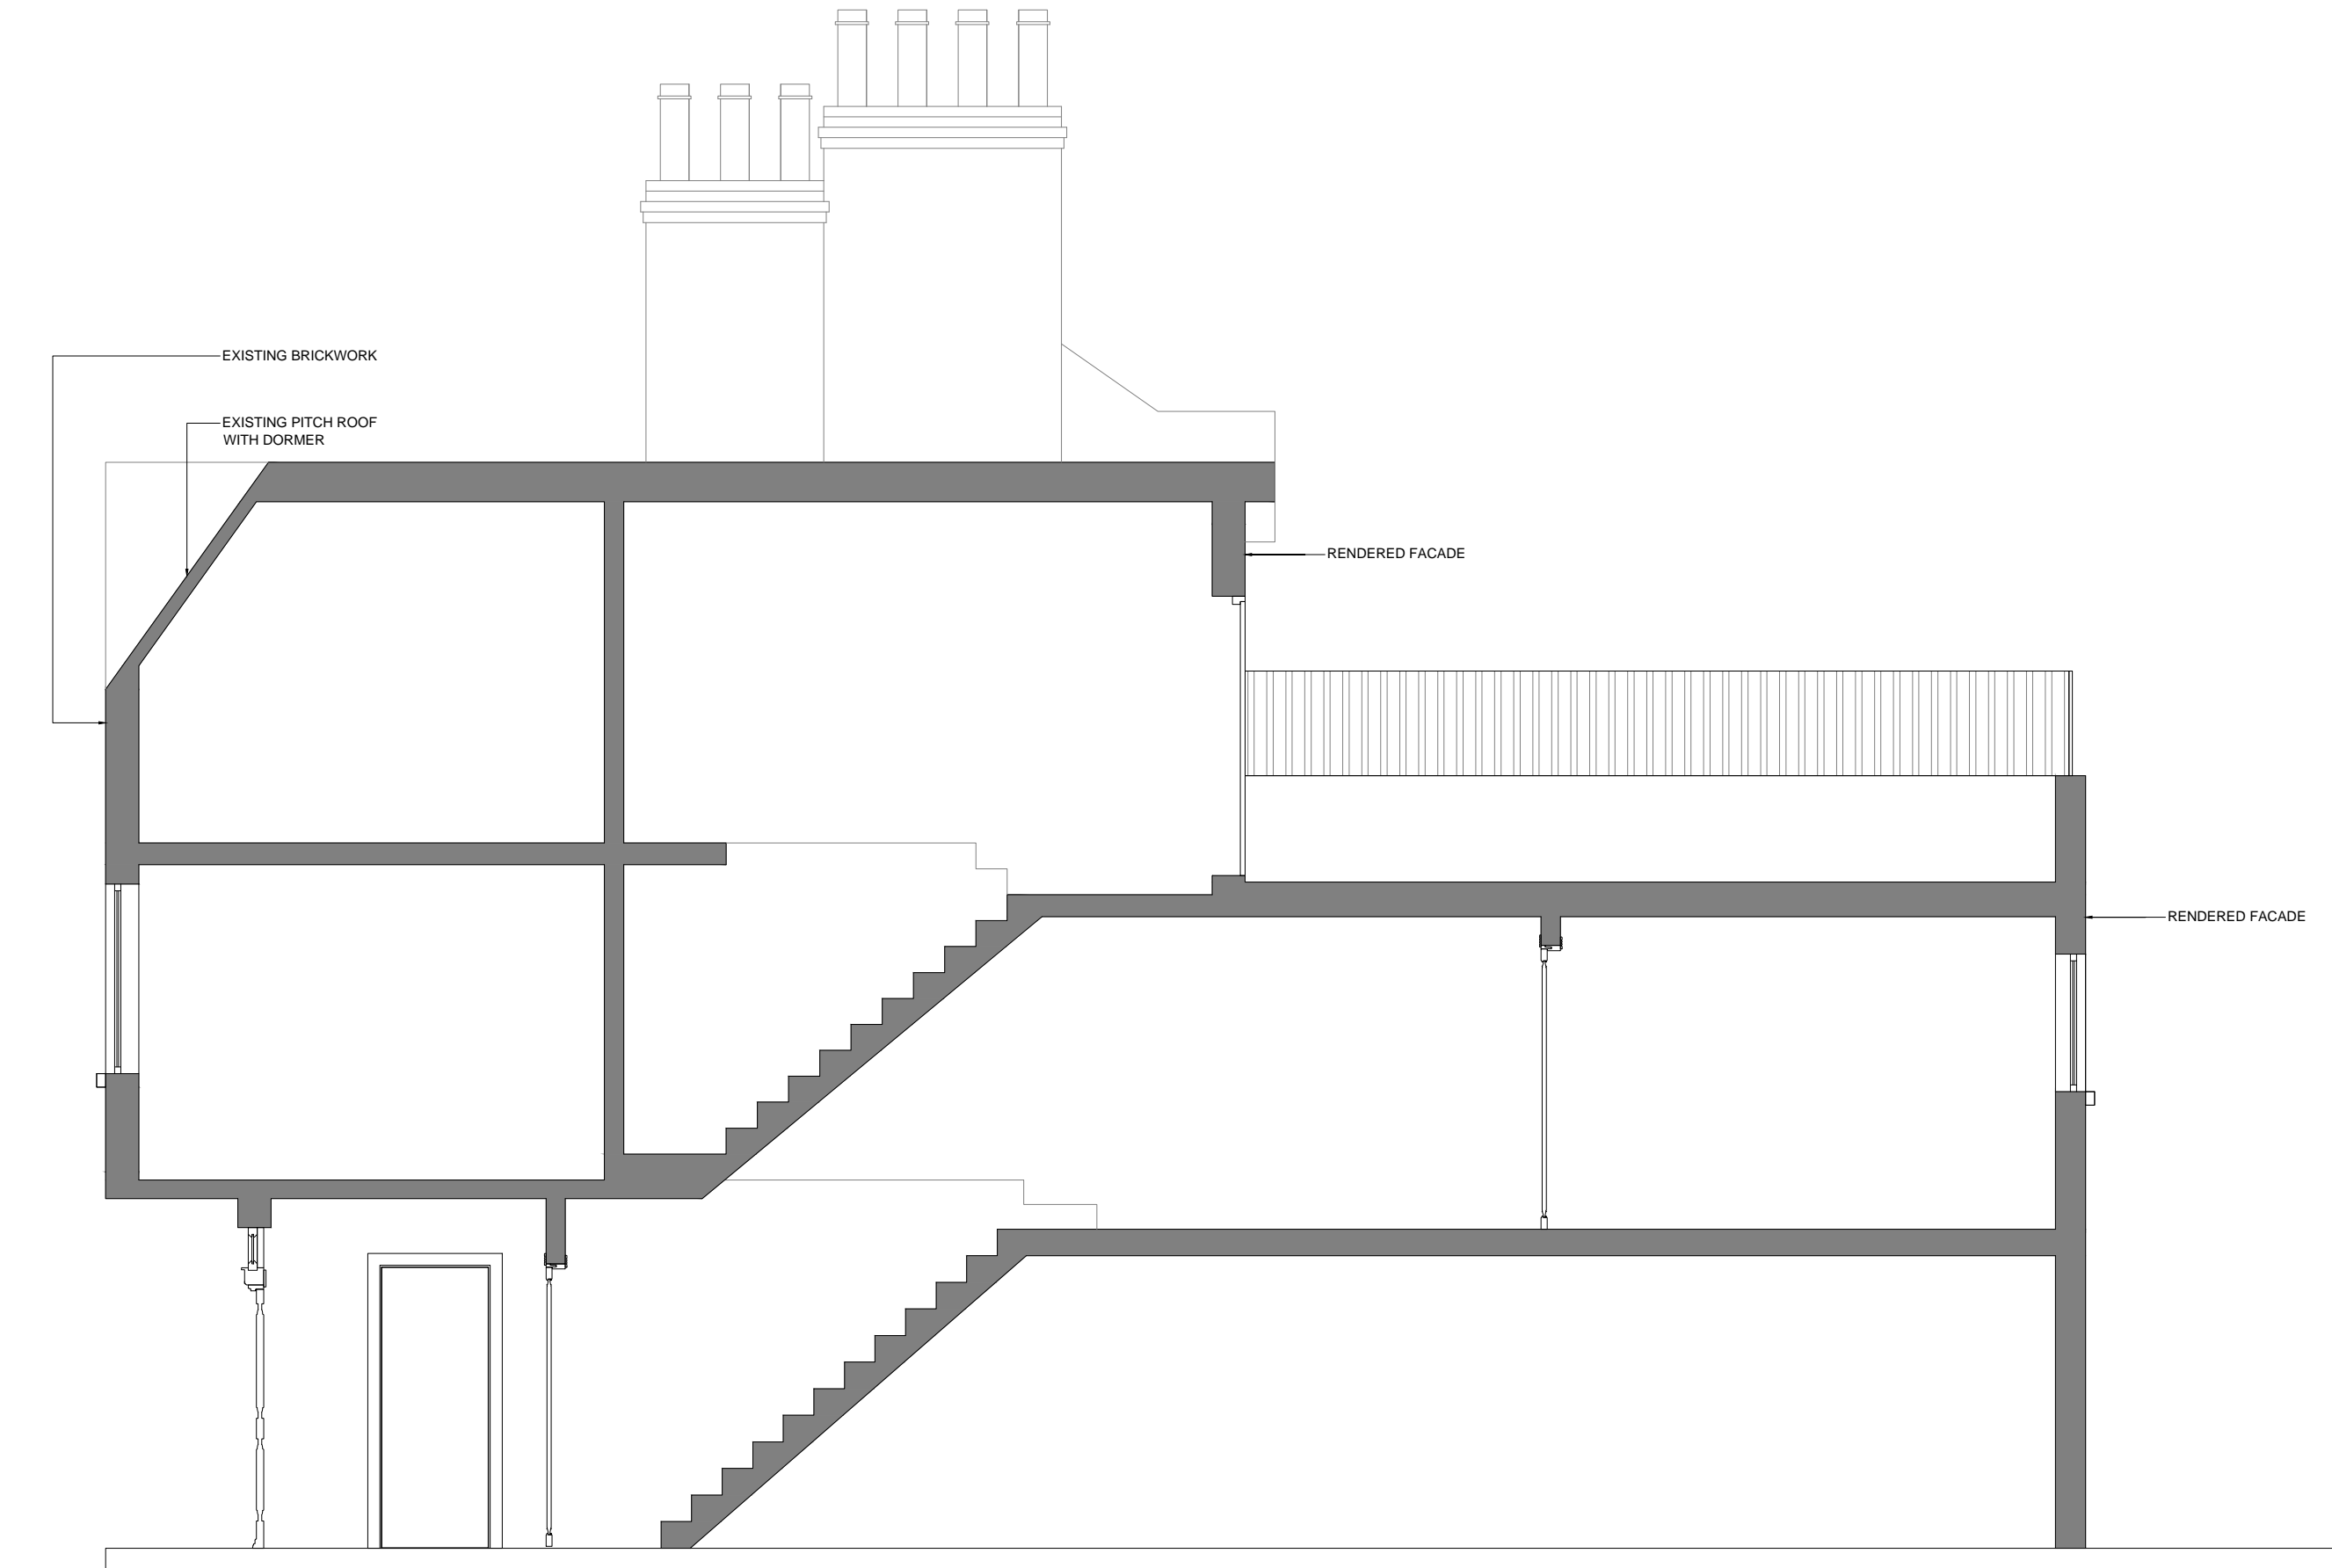 EXISTING BRICKWORK
EXISTING PITCH ROOF
WITH DORMER
RENDERED FACADE
RENDERED FACADE